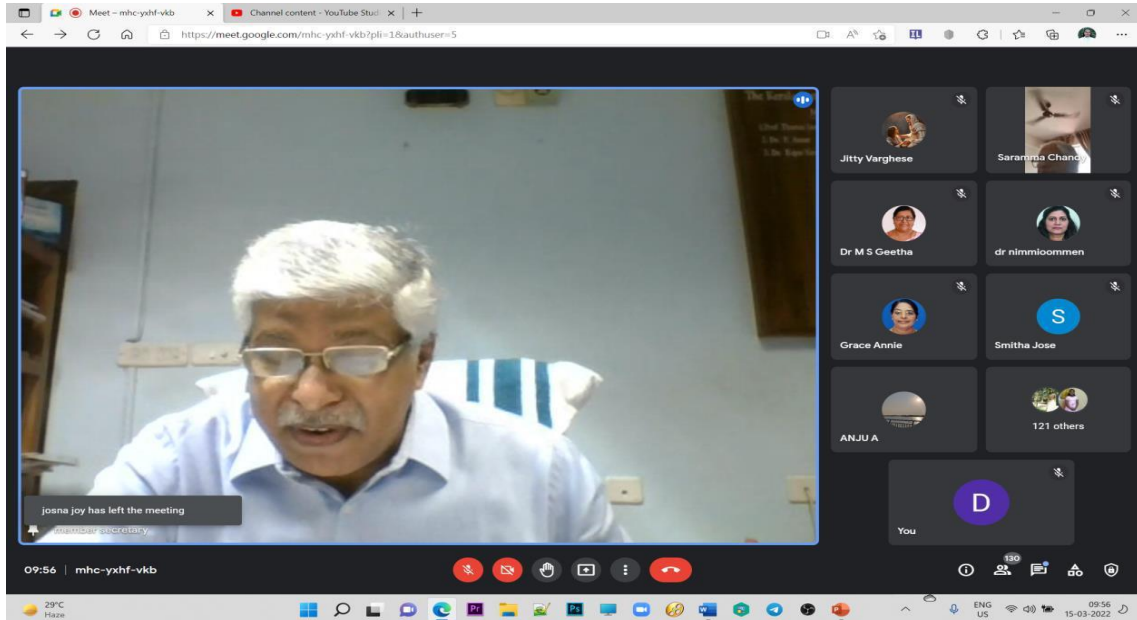 Meet – mhc-yxhf-vkb
Channel content - YouTube Stud
https://meet.google.com/mhc-yxhf-vkb?pli=1&authuser=5
josna joy has left the meeting
member secretary
Jitty Varghese
Saramma Chandy
Dr M S Geetha
dr nimmioommen
Grace Annie
S
Smitha Jose
ANJU A
121 others
D
You
09:56 | mhc-yxhf-vkb
130
29°C
Haze
ENG
US
09:56
15-03-2022